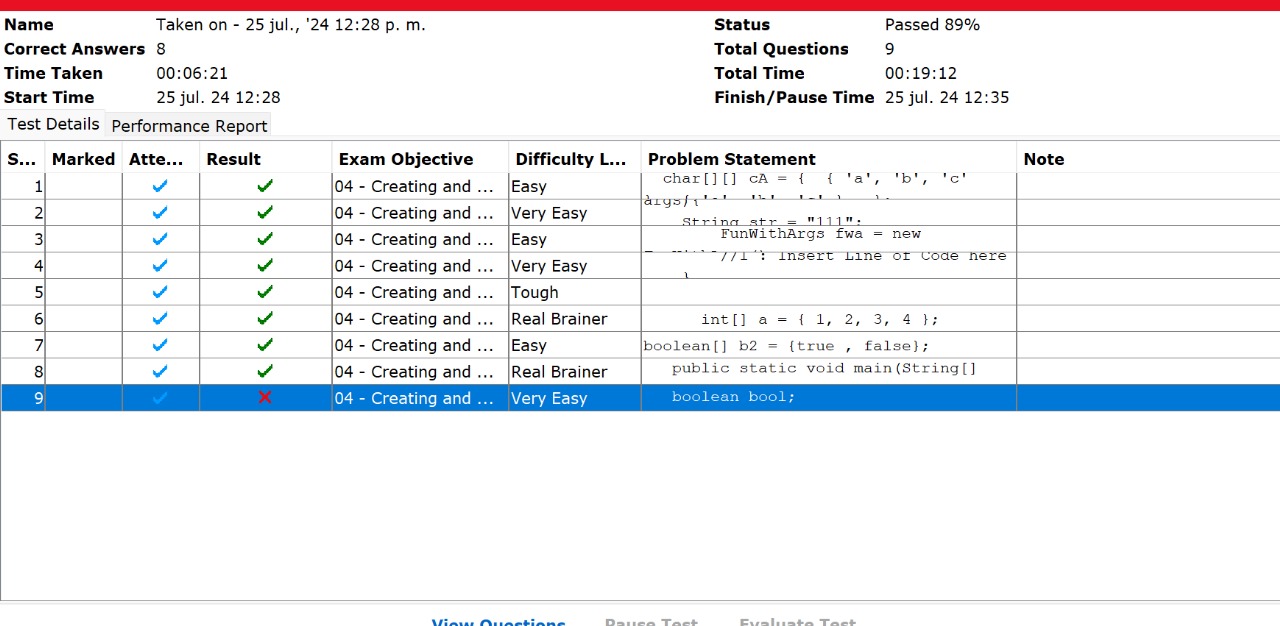 Name Taken on - 25 jul., '24 12:28 p. m. Status Passed 89%
Correct Answers 8 Total Questions 9
Time Taken 00:06:21 Total Time 00:19:12
Start Time 25 jul. 24 12:28 Finish/Pause Time 25 jul. 24 12:35
Test Details Performance Report
S... Marked Atte... Result Exam Objective Difficulty L... Problem Statement Note
1 04 - Creating and ... Easy char[][] cA = { { 'a', 'b', 'c'
2 04 - Creating and ... Very Easy String str = "111";
3 04 - Creating and ... Easy FunWithArgs fwa = new
4 04 - Creating and ... Very Easy Insert Line of Code here
5 04 - Creating and ... Tough
6 04 - Creating and ... Real Brainer int[] a = { 1, 2, 3, 4 };
7 04 - Creating and ... Easy boolean[] b2 = {true , false};
8 04 - Creating and ... Real Brainer public static void main(String[]
9 04 - Creating and ... Very Easy boolean bool;
View Questions Pause Test Evaluate Test